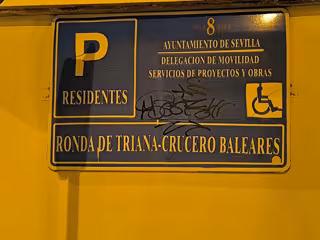 P
RESIDENTES
8
AYUNTAMIENTO DE SEVILLA
DELEGACION DE MOVILIDAD
SERVICIOS DE PROYECTOS Y OBRAS
RONDA DE TRIANA-CRUCERO BALEARES